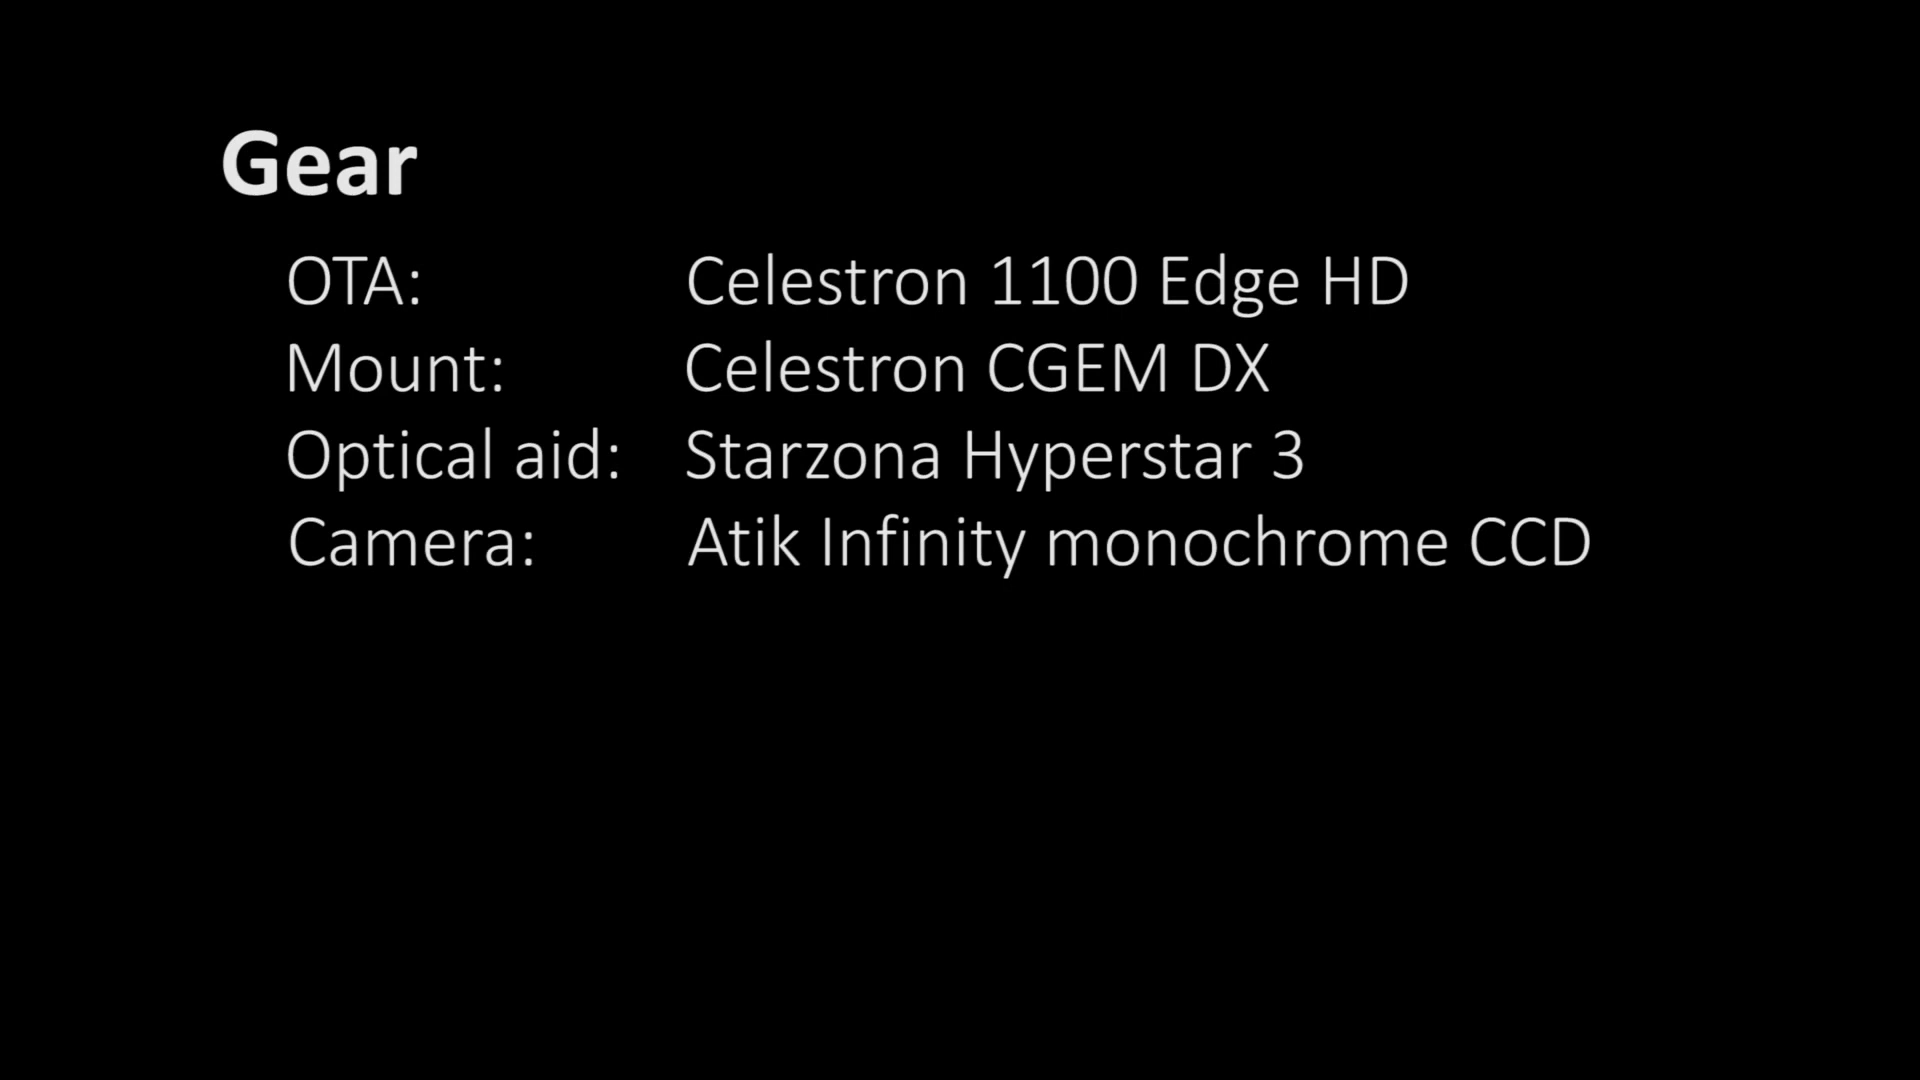 Gear
OTA: Celestron 1100 Edge HD
Mount: Celestron CGEM DX
Optical aid: Starzona Hyperstar 3
Camera: Atik Infinity monochrome CCD